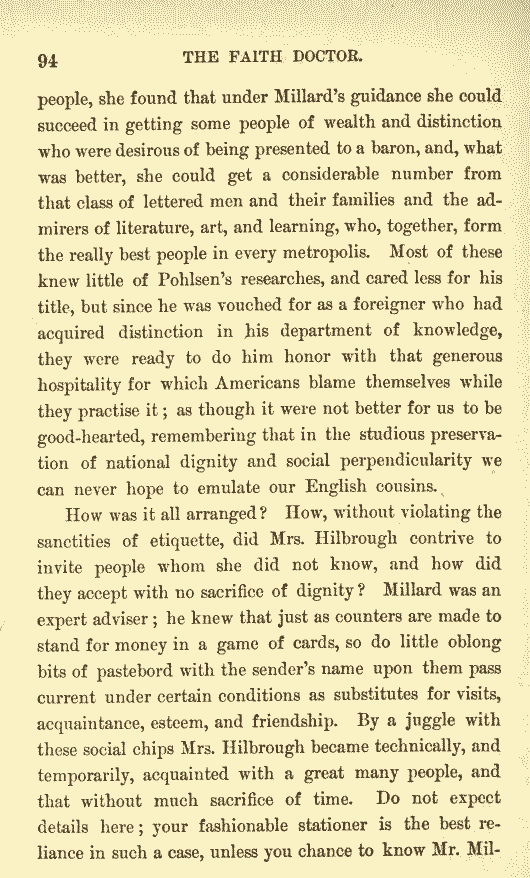 94 THE FAITH DOCTOR.
people, she found that under Millard's guidance she could
succeed in getting some people of wealth and distinction
who were desirous of being presented to a baron, and, what
was better, she could get a considerable number from
that class of lettered men and their families and the ad-
mirers of literature, art, and learning, who, together, form
the really best people in every metropolis. Most of these
knew little of Pohlsen's researches, and cared less for his
title, but since he was vouched for as a foreigner who had
acquired distinction in his department of knowledge,
they were ready to do him honor with that generous
hospitality for which Americans blame themselves while
they practise it; as though it were not better for us to be
good-hearted, remembering that in the studious preserva-
tion of national dignity and social perpendicularity we
can never hope to emulate our English cousins.
How was it all arranged? How, without violating the
sanctities of etiquette, did Mrs. Hilbrough contrive to
invite people whom she did not know, and how did
they accept with no sacrifice of dignity? Millard was an
expert adviser; he knew that just as counters are made to
stand for money in a game of cards, so do little oblong
bits of pastebord with the sender's name upon them pass
current under certain conditions as substitutes for visits,
acquaintance, esteem, and friendship. By a juggle with
these social chips Mrs. Hilbrough became technically, and
temporarily, acquainted with a great many people, and
that without much sacrifice of time. Do not expect
details here; your fashionable stationer is the best re-
liance in such a case, unless you chance to know Mr. Mil-